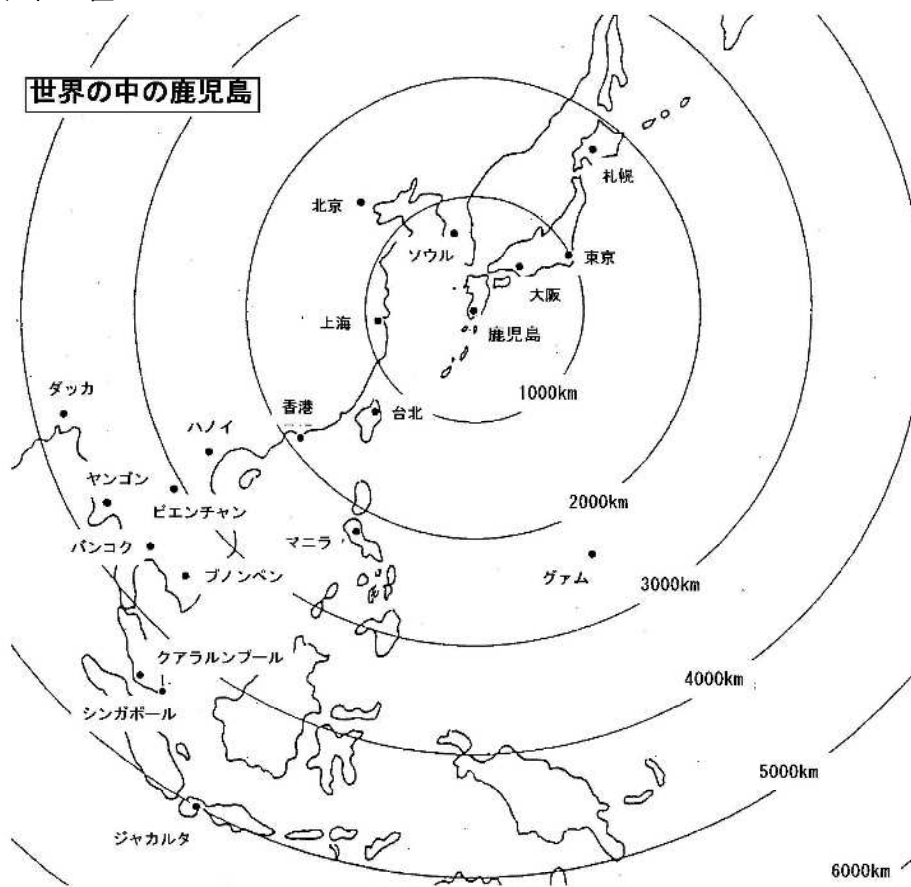 世界の中の鹿児島
札幌
北京
ソウル
東京
大阪
上海
鹿児島
1000km
ダッカ
香港
台北
ハノイ
ヤンゴン
ビエンチャン
2000km
バンコク
マニラ
プノンペン
グァム
3000km
クアラルンプール
4000km
シンガポール
5000km
ジャカルタ
6000km